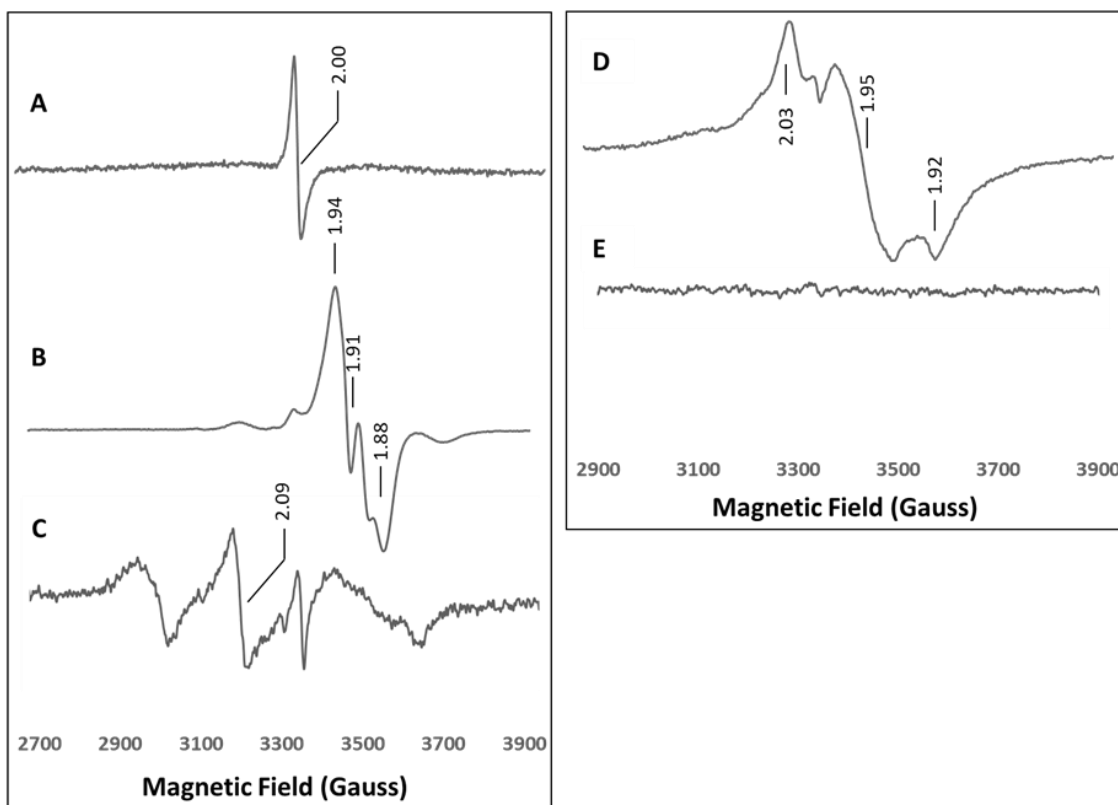 A
2.00
1.94
B
1.91
1.88
C
2.09
2700 2900 3100 3300 3500 3700 3900
Magnetic Field (Gauss)
D
2.03
1.95
1.92
E
2900 3100 3300 3500 3700 3900
Magnetic Field (Gauss)